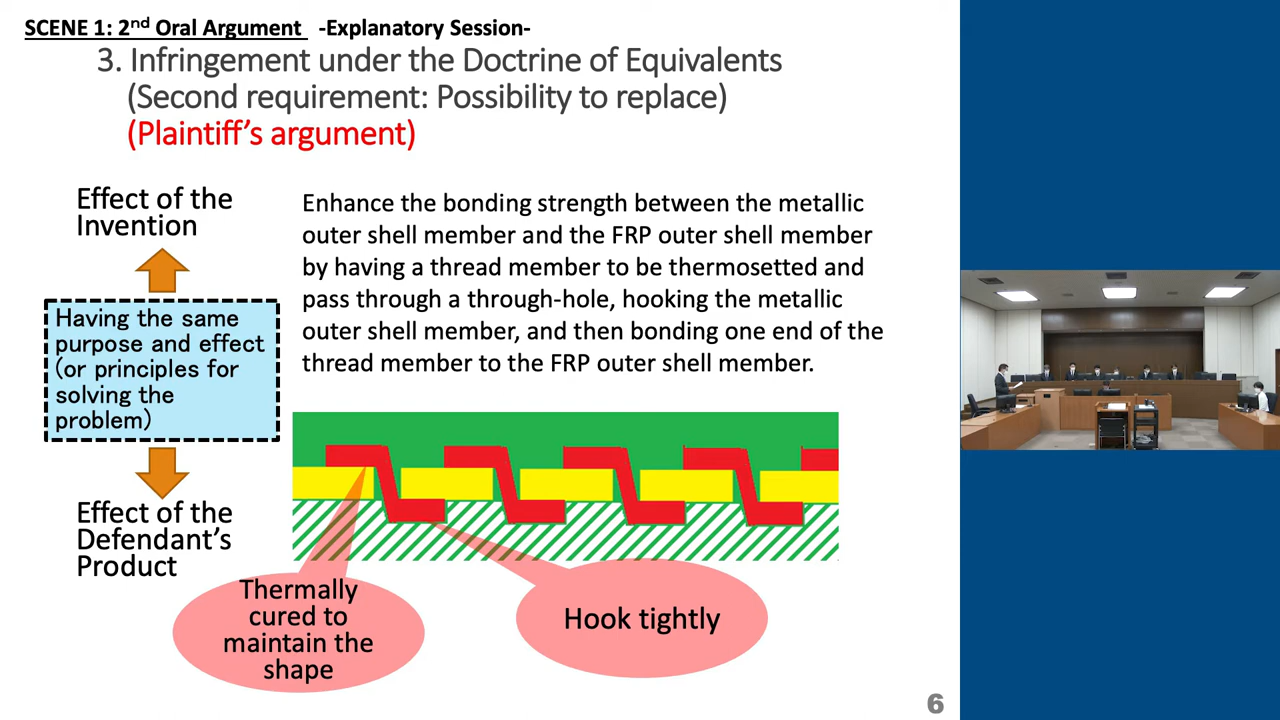 SCENE 1: 2nd Oral Argument -Explanatory Session-
3. Infringement under the Doctrine of Equivalents
(Second requirement: Possibility to replace)
(Plaintiff’s argument)
Effect of the
Invention
Having the same
purpose and effect
(or principles for
solving the
problem)
Effect of the
Defendant’s
Product
Enhance the bonding strength between the metallic
outer shell member and the FRP outer shell member
by having a thread member to be thermosetted and
pass through a through-hole, hooking the metallic
outer shell member, and then bonding one end of the
thread member to the FRP outer shell member.
Thermally
cured to
maintain the
shape
Hook tightly
6